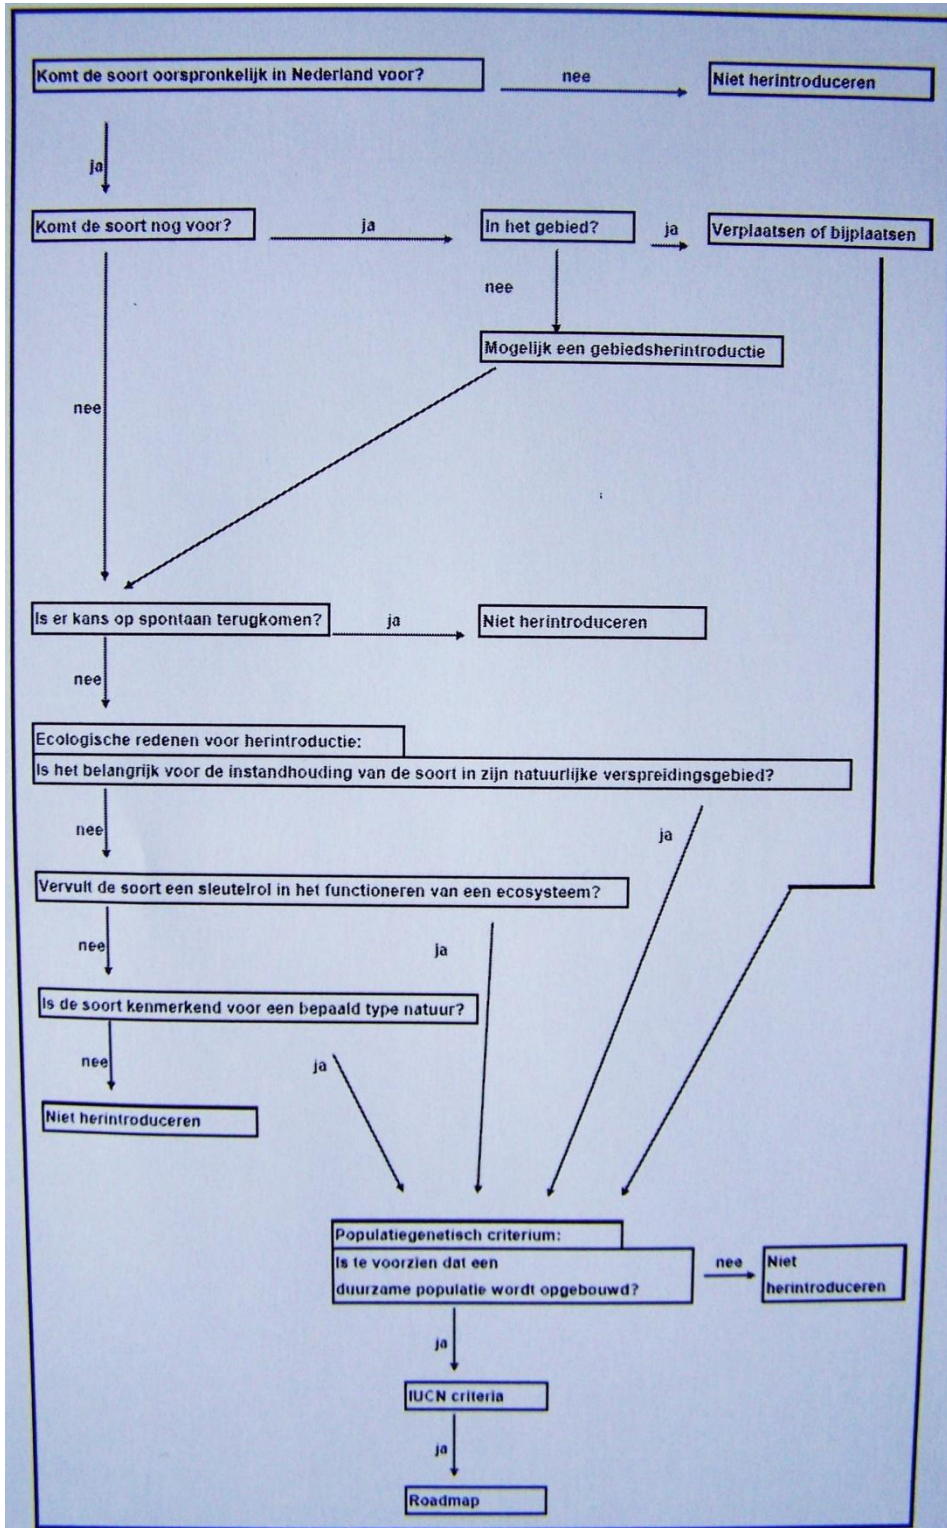 Komt de soort oorspronkelijk in Nederland voor?
nee
Niet herintroduceren
ja
Komt de soort nog voor?
ja
In het gebied?
ja
Verplaatsen of bijplaatsen
nee
Mogelijk een gebiedsherintroductie
nee
Is er kans op spontaan terugkomen?
ja
Niet herintroduceren
nee
Ecologische redenen voor herintroductie:
Is het belangrijk voor de instandhouding van de soort in zijn natuurlijke verspreidingsgebied?
nee
ja
Vervult de soort een sleutelrol in het functioneren van een ecosysteem?
nee
ja
Is de soort kenmerkend voor een bepaald type natuur?
nee
ja
Niet herintroduceren
Populatiegenetisch criterium:
Is te voorzien dat een
duurzame populatie wordt opgebouwd?
nee
Niet
herintroduceren
ja
IUCN criteria
ja
Roadmap